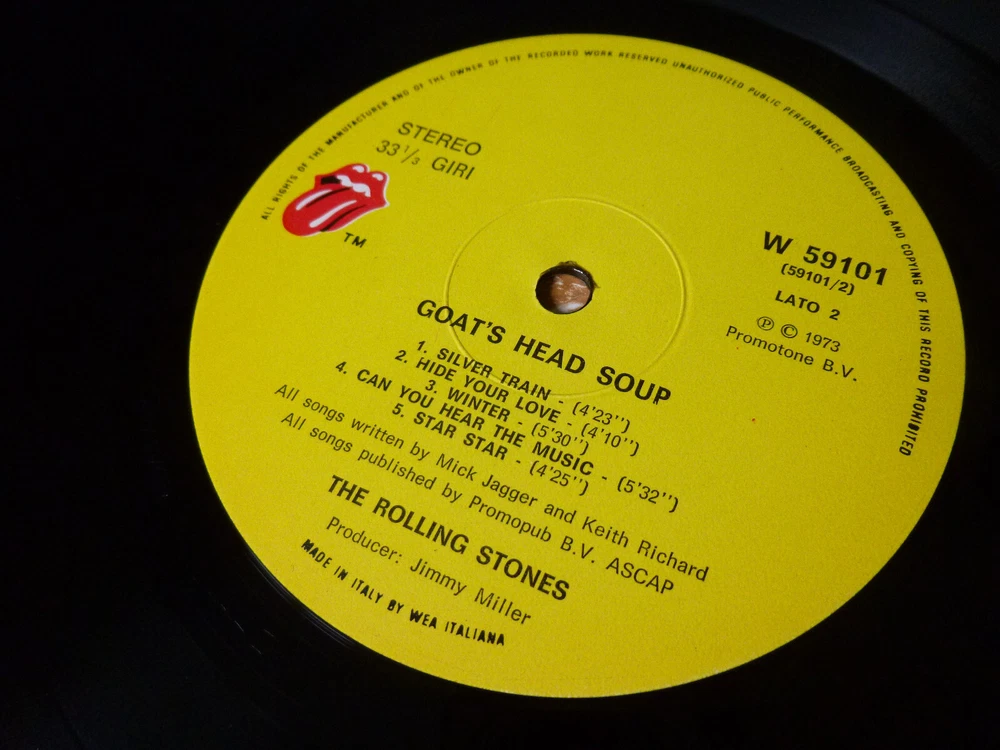 ALL RIGHTS OF THE MANUFACTURER AND OF THE OWNER OF THE RECORDED WORK RESERVED UNAUTHORIZED PUBLIC PERFORMANCE BROADCASTING AND COPYING OF THIS RECORD PROHIBITED
STEREO
33 1/3 GIRI
TM
W 59101
(59101/2)
LATO 2
℗ © 1973
Promotone B.V.
GOAT'S HEAD SOUP
1. SILVER TRAIN - (4'23'')
2. HIDE YOUR LOVE - (4'10'')
3. WINTER - (5'30'')
4. CAN YOU HEAR THE MUSIC - (5'32'')
5. STAR STAR - (4'25'')
All songs written by Mick Jagger and Keith Richard
All songs published by Promopub B.V. ASCAP
THE ROLLING STONES
Producer: Jimmy Miller
MADE IN ITALY BY WEA ITALIANA